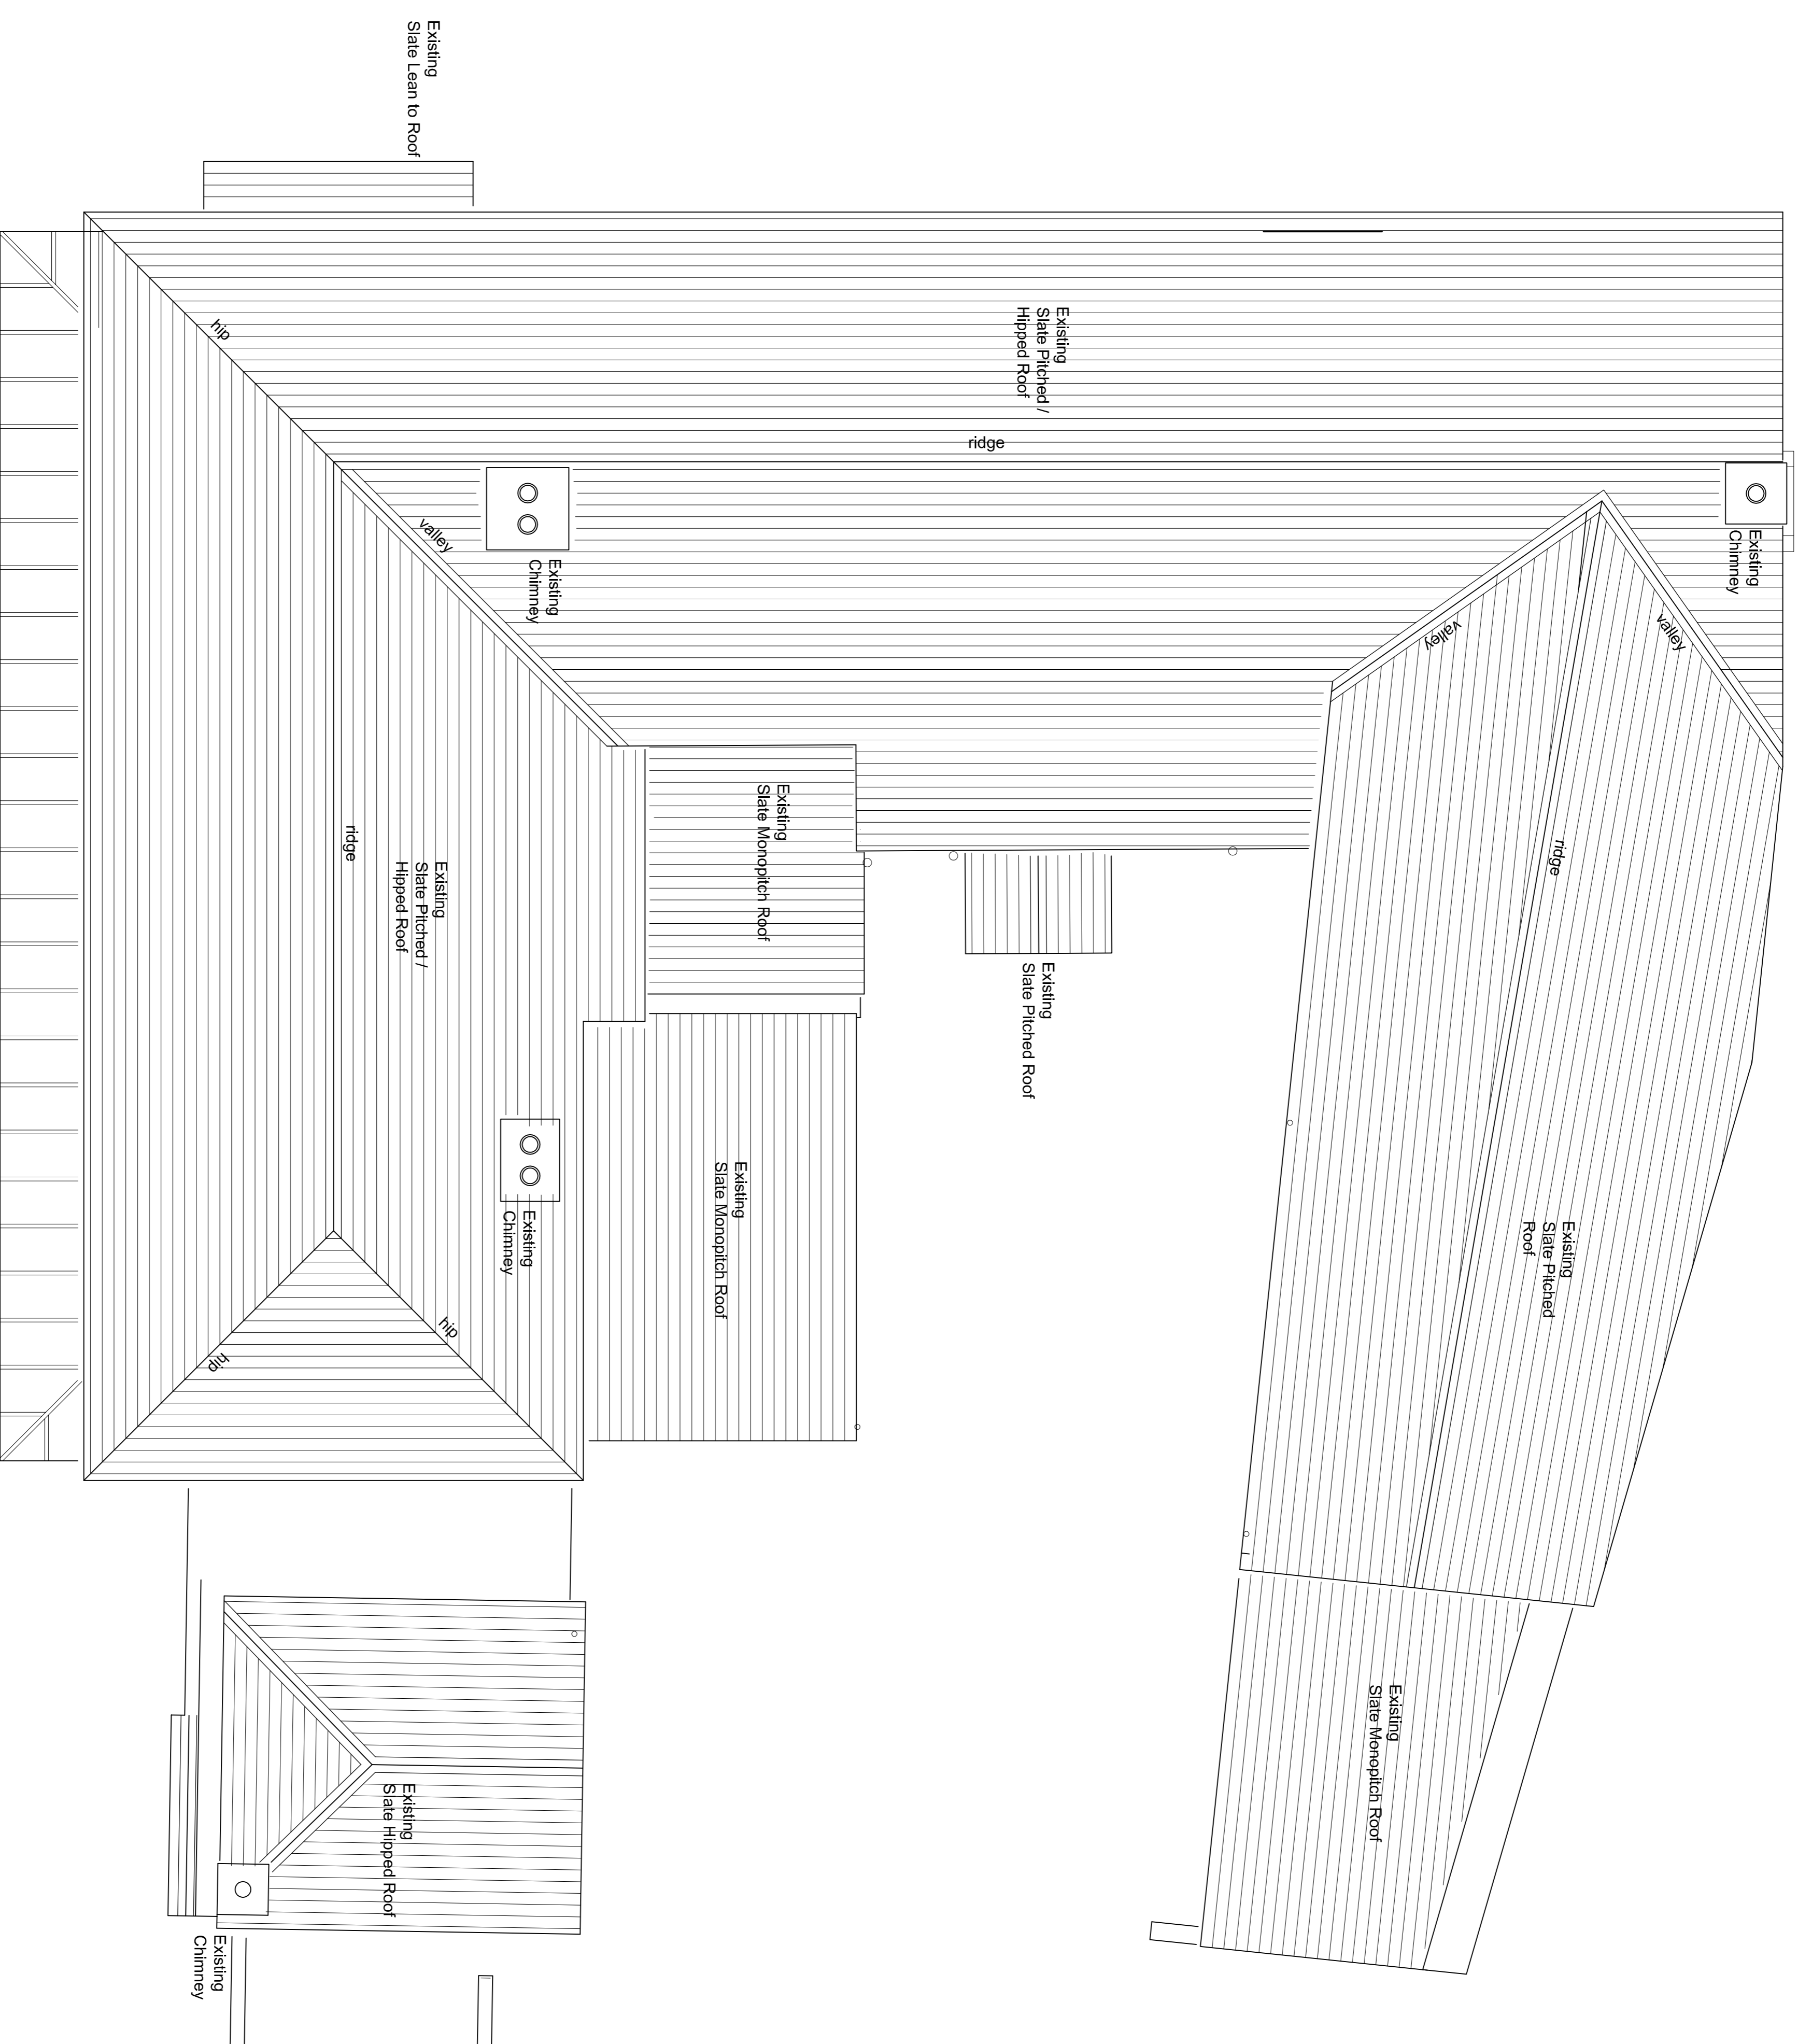 Existing
Slate Lean to Roof
hip
Existing
Slate Pitched /
Hipped Roof
ridge
valley
Existing
Chimney
Existing
Chimney
valley
valley
Existing
Slate Monopitch Roof
ridge
Existing
Slate Pitched /
Hipped Roof
ridge
Existing
Slate Pitched Roof
Existing
Slate Monopitch Roof
Existing
Chimney
Existing
Slate Pitched
Roof
hip
hip
Existing
Slate Monopitch Roof
Existing
Slate Hipped Roof
Existing
Chimney